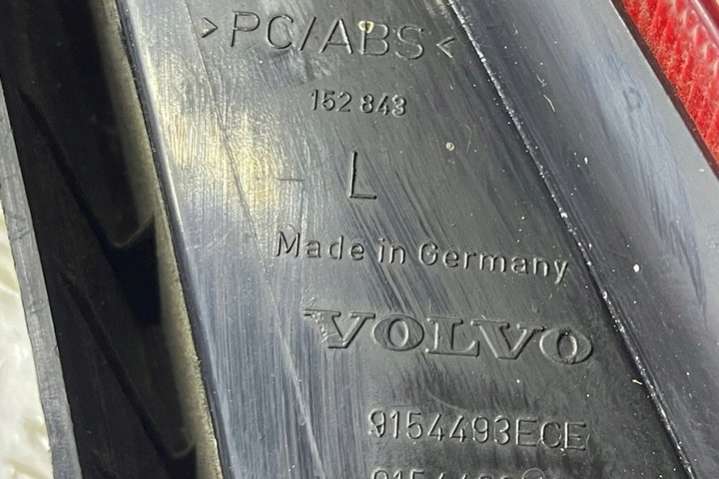 >PC/ABS<
152 843
L
Made in Germany
VOLVO
9154493ECE